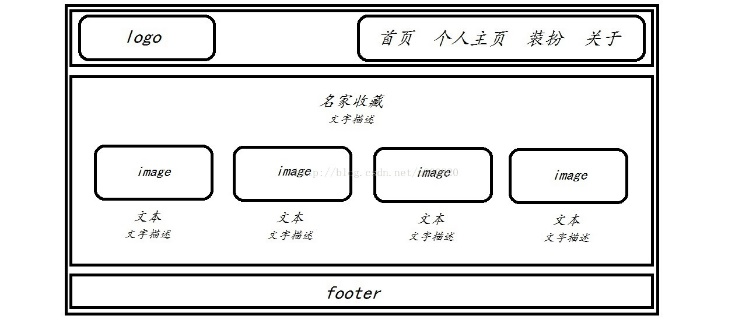 logo
首页 个人主页 装扮 关于
名家收藏
文字描述
image image image image
文本 文本 文本 文本
文字描述 文字描述 文字描述 文字描述
footer